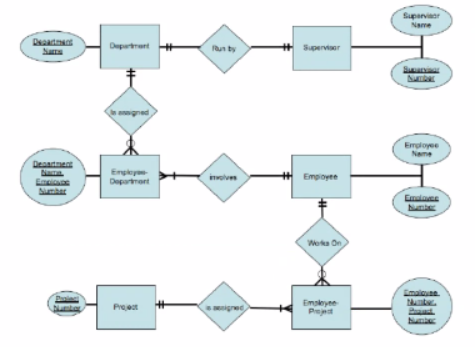 Department
Name
Department
Run by
Supervisor
Supervisor
Name
Supervisor
Number
Is assigned
Department
Name,
Employee
Number
Employee-
Department
involves
Employee
Employee
Name
Employee
Number
Works On
Project
Number
Project
Is assigned
Employee-
Project
Employee
Number,
Project
Number